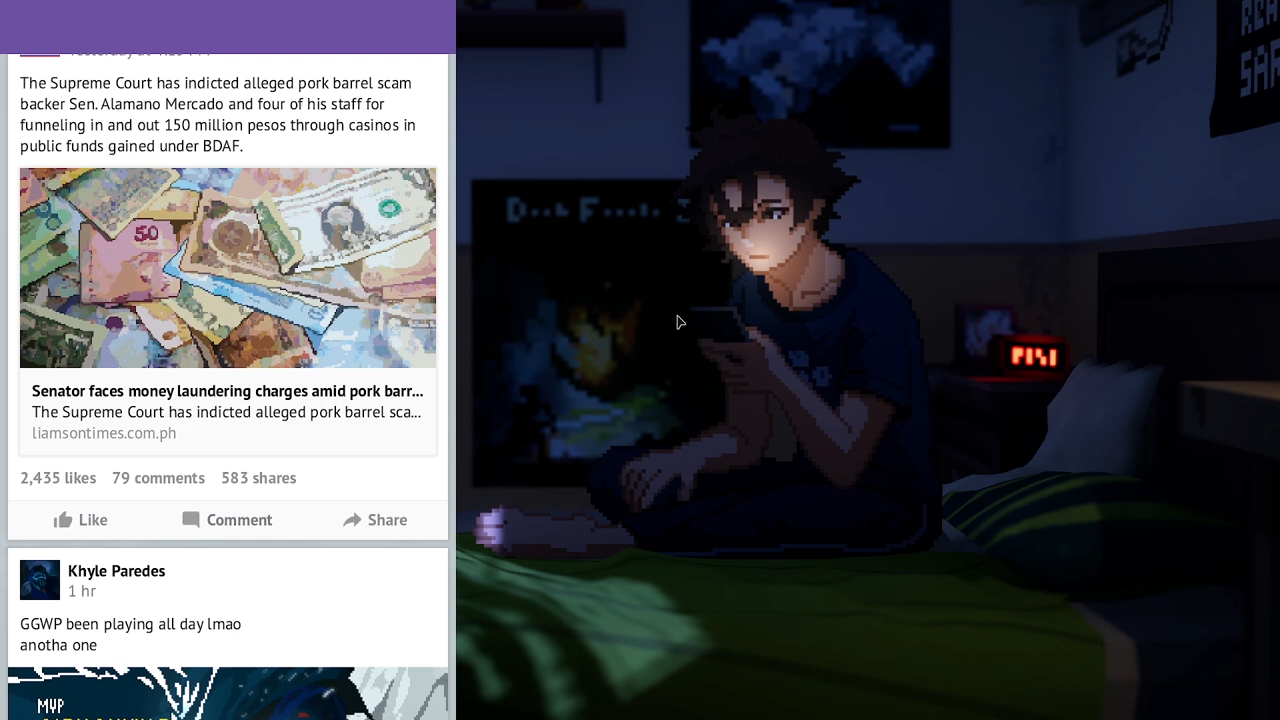 The Supreme Court has indicted alleged pork barrel scam
backer Sen. Alamano Mercado and four of his staff for
funneling in and out 150 million pesos through casinos in
public funds gained under BDAF.
50
Senator faces money laundering charges amid pork barr...
The Supreme Court has indicted alleged pork barrel sca...
liamsontimes.com.ph
2,435 likes 79 comments 583 shares
Like Comment Share
Khyle Paredes
1 hr
GGWP been playing all day lmao
anotha one
MVP